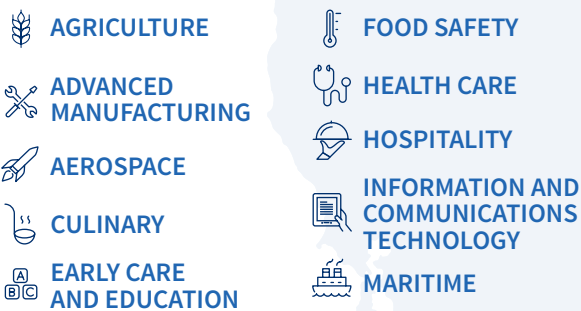 AGRICULTURE
ADVANCED
MANUFACTURING
AEROSPACE
CULINARY
EARLY CARE
AND EDUCATION
A
B C
FOOD SAFETY
HEALTH CARE
HOSPITALITY
INFORMATION AND
COMMUNICATIONS
TECHNOLOGY
MARITIME